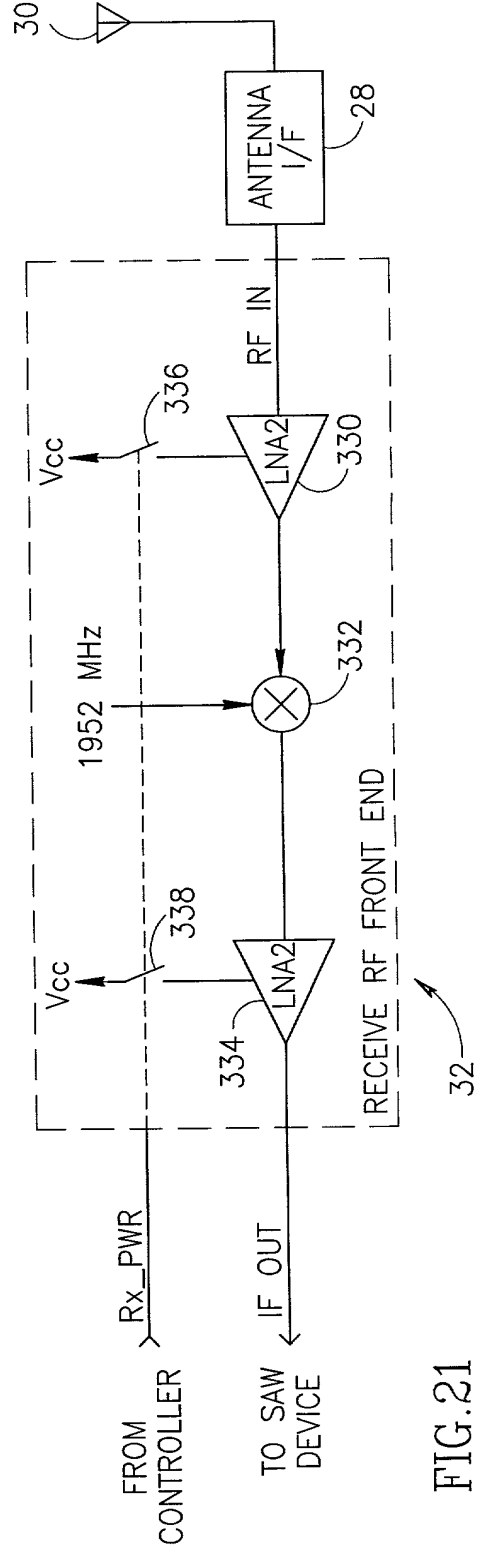 30
ANTENNA
I/F
28
RF IN
Vcc
336
LNA2
330
1952 MHz
332
Vcc
338
LNA2
334
RECEIVE RF FRONT END
32
Rx_PWR
IF OUT
FROM
CONTROLLER
TO SAW
DEVICE
FIG.21